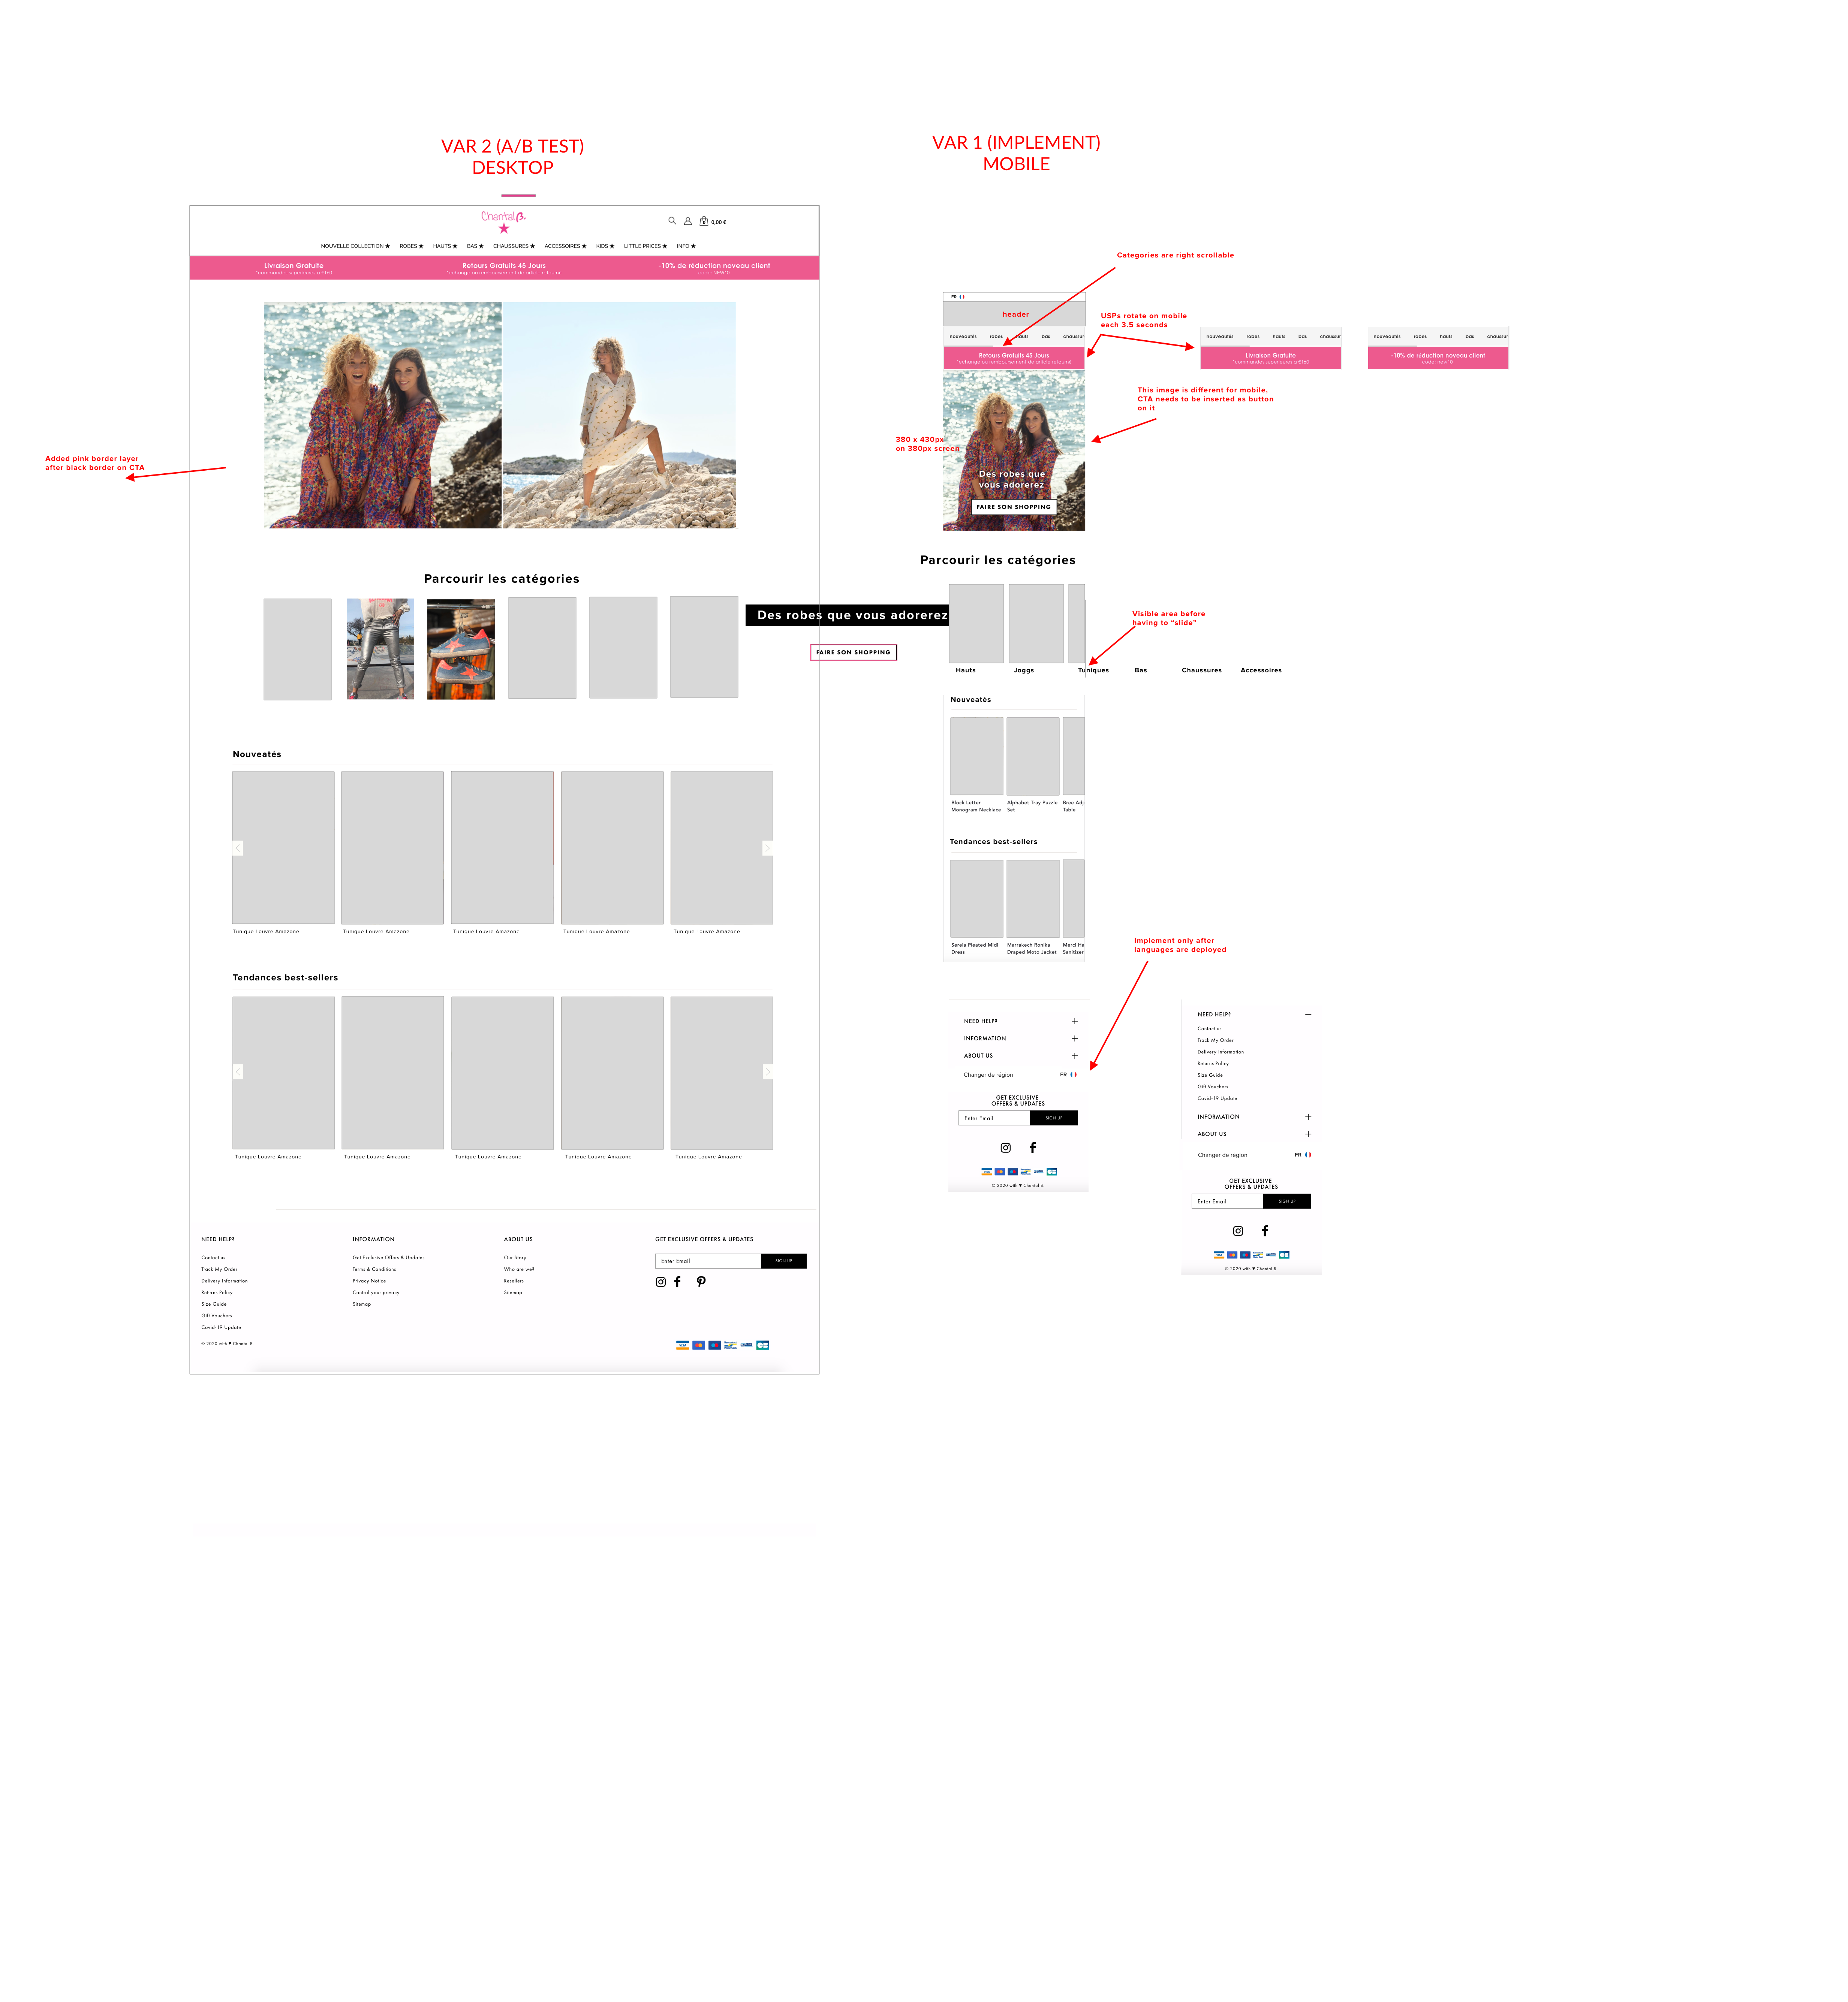 VAR 2 (A/B TEST)
DESKTOP
Chantal B.
0
0,00 €
NOUVELLE COLLECTION ★ ROBES ★ HAUTS ★ BAS ★ CHAUSSURES ★ ACCESSOIRES ★ KIDS ★ LITTLE PRICES ★ INFO ★
Livraison Gratuite
*commandes superieures à €160
Retours Gratuits 45 Jours
*echange ou remboursement de article retourné
-10% de réduction noveau client
code: NEW10
Added pink border layer
after black border on CTA
Parcourir les catégories
Des robes que vous adorerez
FAIRE SON SHOPPING
Nouveatés
Tunique Louvre Amazone
Tunique Louvre Amazone
Tunique Louvre Amazone
Tunique Louvre Amazone
Tunique Louvre Amazone
Tendances best-sellers
Tunique Louvre Amazone
Tunique Louvre Amazone
Tunique Louvre Amazone
Tunique Louvre Amazone
Tunique Louvre Amazone
NEED HELP?
Contact us
Track My Order
Delivery Information
Returns Policy
Size Guide
Gift Vouchers
Covid-19 Update
© 2020 with ♥ Chantal B.
INFORMATION
Get Exclusive Offers & Updates
Terms & Conditions
Privacy Notice
Control your privacy
Sitemap
ABOUT US
Our Story
Who are we?
Resellers
Sitemap
GET EXCLUSIVE OFFERS & UPDATES
Enter Email
SIGN UP
VISA
VAR 1 (IMPLEMENT)
MOBILE
Categories are right scrollable
FR
header
USPs rotate on mobile
each 3.5 seconds
nouveautés robes hauts bas chaussur
Retours Gratuits 45 Jours
*echange ou remboursement de article retourné
nouveautés robes hauts bas chaussur
Livraison Gratuite
*commandes superieures à €160
nouveautés robes hauts bas chaussur
-10% de réduction noveau client
code: new10
This image is different for mobile,
CTA needs to be inserted as button
on it
380 x 430px
on 380px screen
Des robes que
vous adorerez
FAIRE SON SHOPPING
Parcourir les catégories
Visible area before
having to “slide”
Hauts Joggs Tuniques Bas Chaussures Accessoires
Nouveatés
Block Letter
Monogram Necklace
Alphabet Tray Puzzle
Set
Bree Adj
Table
Tendances best-sellers
Sereia Pleated Midi
Dress
Marrakech Ronika
Draped Moto Jacket
Merci Ha
Sanitizer
Implement only after
languages are deployed
NEED HELP?
INFORMATION
ABOUT US
Changer de région FR
GET EXCLUSIVE
OFFERS & UPDATES
Enter Email
SIGN UP
VISA
© 2020 with ♥ Chantal B.
NEED HELP?
Contact us
Track My Order
Delivery Information
Returns Policy
Size Guide
Gift Vouchers
Covid-19 Update
INFORMATION
ABOUT US
Changer de région FR
GET EXCLUSIVE
OFFERS & UPDATES
Enter Email
SIGN UP
VISA
© 2020 with ♥ Chantal B.